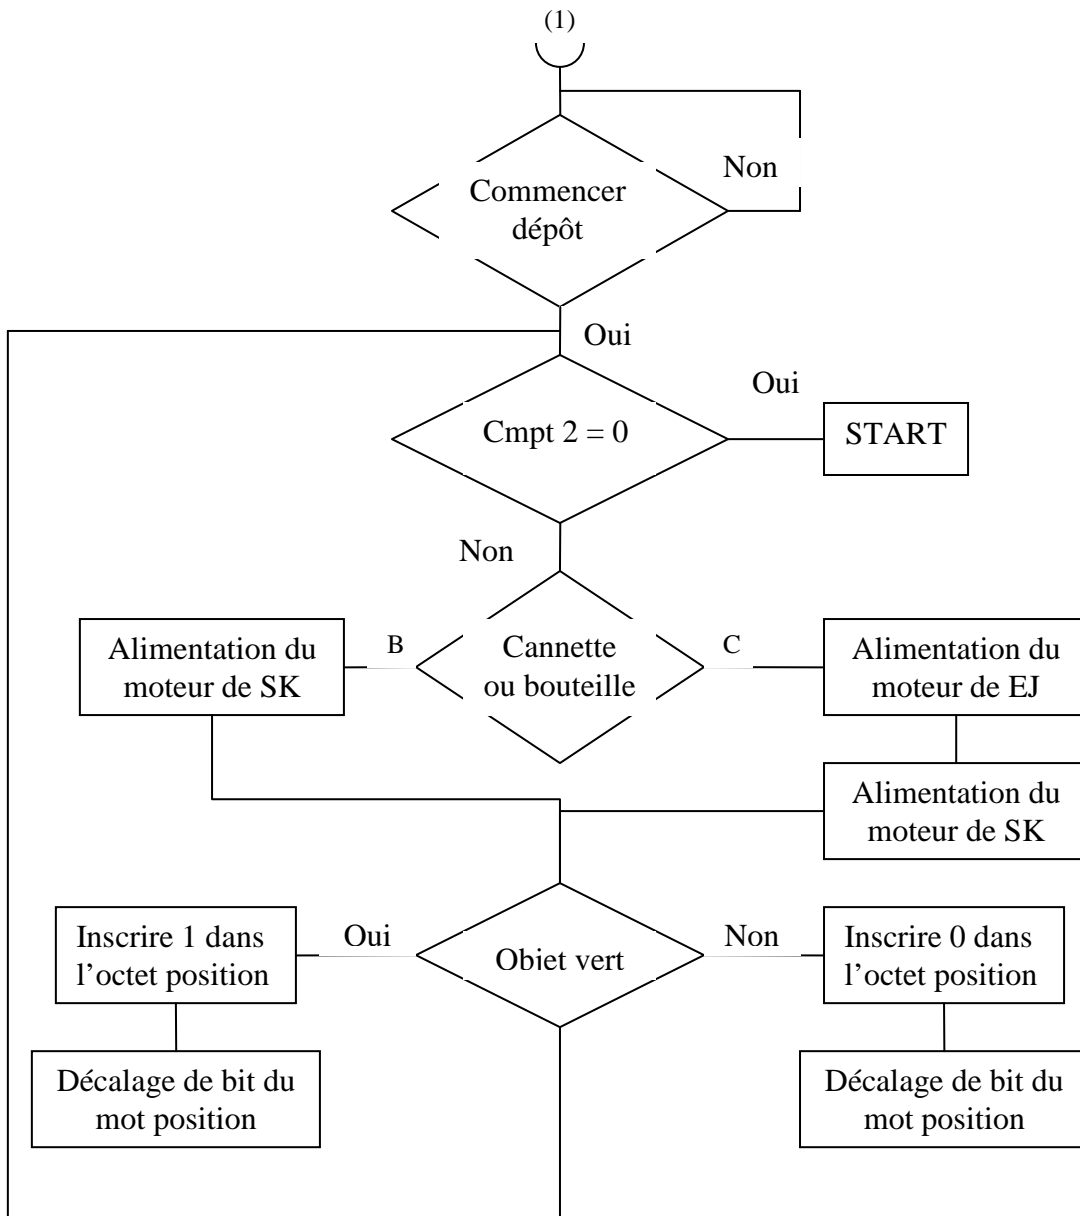 (1)
Non
Commencer
dépôt
Oui
Oui
Cmpt 2 = 0
START
Non
Alimentation du
moteur de SK
B
Cannette
ou bouteille
C
Alimentation du
moteur de EJ
Alimentation du
moteur de SK
Inscrire 1 dans
l’octet position
Oui
Objet vert
Non
Inscrire 0 dans
l’octet position
Décalage de bit du
mot position
Décalage de bit du
mot position